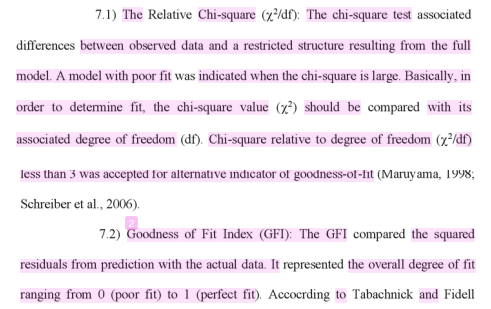 7.1) The Relative Chi-square (χ²/df): The chi-square test associated
differences between observed data and a restricted structure resulting from the full
model. A model with poor fit was indicated when the chi-square is large. Basically, in
order to determine fit, the chi-square value (χ²) should be compared with its
associated degree of freedom (df). Chi-square relative to degree of freedom (χ²/df)
less than 3 was accepted for alternative indicator of goodness-of-fit (Maruyama, 1998;
Schreiber et al., 2006).
2
7.2) Goodness of Fit Index (GFI): The GFI compared the squared
residuals from prediction with the actual data. It represented the overall degree of fit
ranging from 0 (poor fit) to 1 (perfect fit). Accocrding to Tabachnick and Fidell